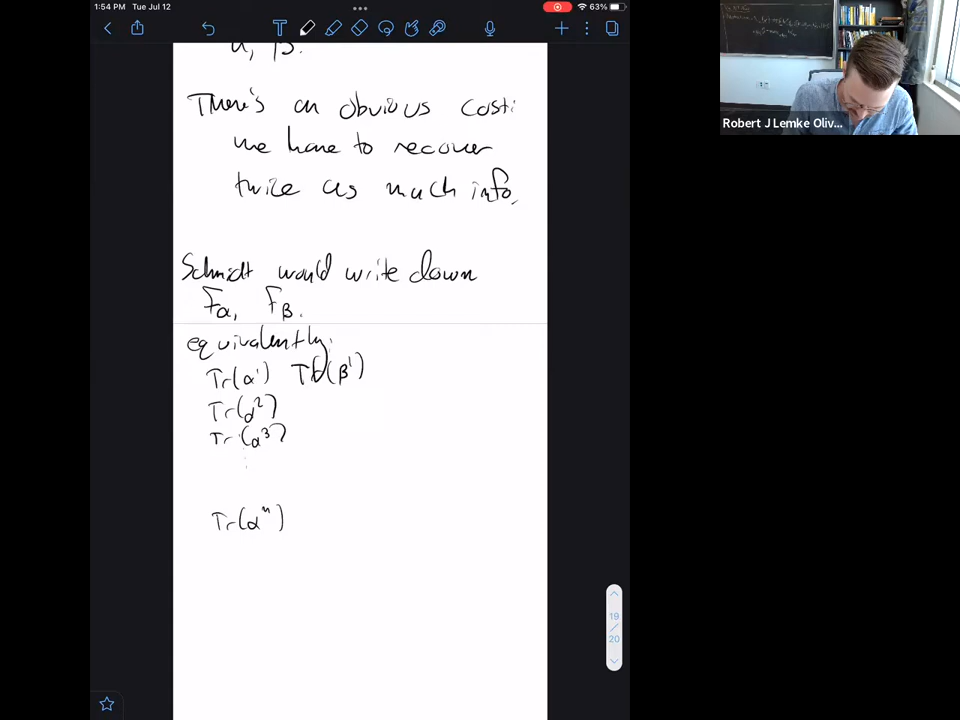 1:54 PM Tue Jul 12
63%
α, β.
There's an obvious cost:
we have to recover
twice as much info.
Schmidt would write down
Fα, Fβ.
equivalently:
Tr(α¹) Tr(β¹)
Tr(α²)
Tr(α³)
Tr(αⁿ)
19
/
20
Robert J Lemke Oliv...